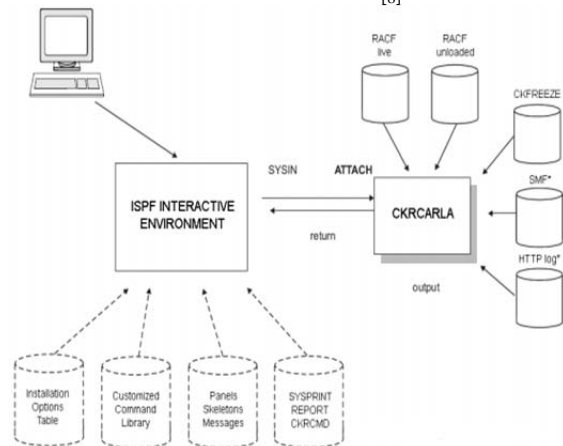 [8]
RACF
live
RACF
unloaded
CKFREEZE
SYSIN
ATTACH
ISPF INTERACTIVE
ENVIRONMENT
CKRCARLA
SMF*
return
HTTP log*
output
Installation
Options
Table
Customized
Command
Library
Panels
Skeletons
Messages
SYSPRINT
REPORT
CKRCMD